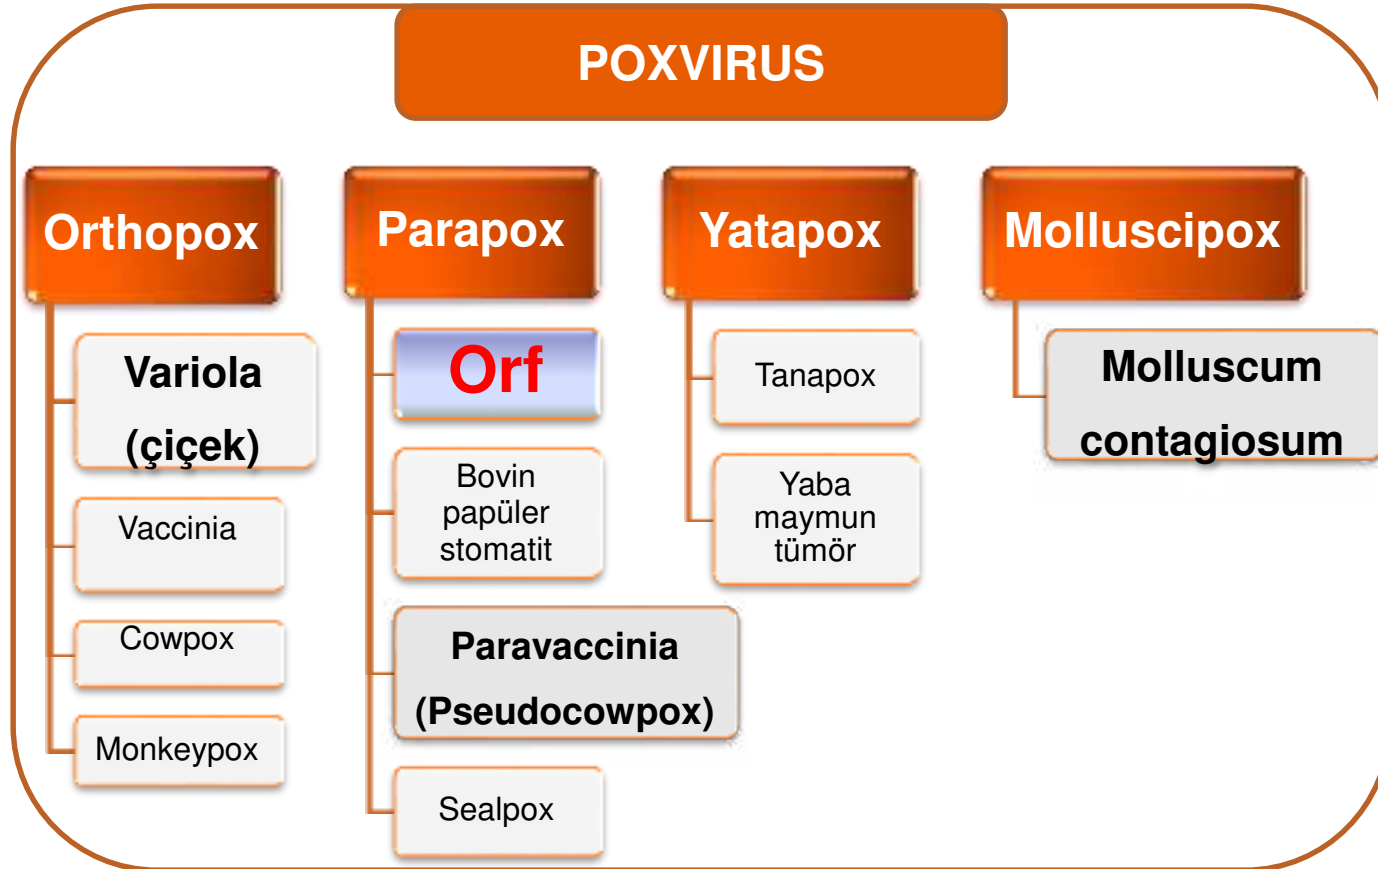 POXVIRUS
Orthopox
Variola
(çiçek)
Vaccinia
Cowpox
Monkeypox
Parapox
Orf
Bovin
papüler
stomatit
Paravaccinia
(Pseudocowpox)
Sealpox
Yatapox
Tanapox
Yaba
maymun
tümör
Molluscipox
Molluscum
contagiosum